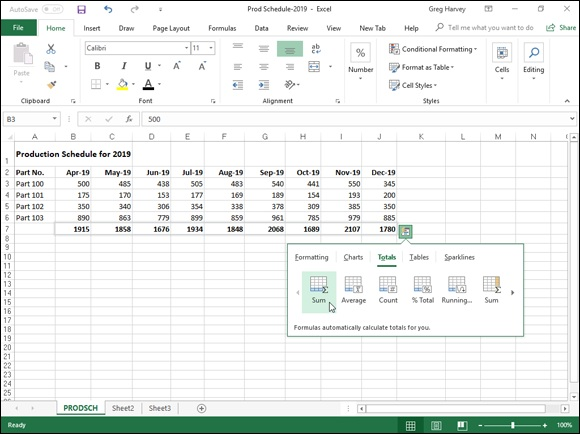 AutoSave Off Prod Schedule-2019 - Excel Greg Harvey
File Home Insert Draw Page Layout Formulas Data Review View New Tab Help Tell me what you want to do Share
Paste Calibri 11 Number Conditional Formatting Format as Table Cell Styles Cells Editing
B I U A A
Clipboard Font Alignment Styles
B3 fx 500
A B C D E F G H I J K L M N O
1 Production Schedule for 2019
2 Part No. Apr-19 May-19 Jun-19 Jul-19 Aug-19 Sep-19 Oct-19 Nov-19 Dec-19
3 Part 100 500 485 438 505 483 540 441 550 345
4 Part 101 175 170 153 177 169 189 154 193 200
5 Part 102 350 340 306 354 338 378 309 385 350
6 Part 103 890 863 779 899 859 961 785 979 885
7 1915 1858 1676 1934 1848 2068 1689 2107 1780
8
9
10 Formatting Charts Totals Tables Sparklines
11
12
13 Sum Average Count % Total Running... Sum
14
15 Formulas automatically calculate totals for you.
16
17
18
19
20
21
22
23
24
25
PRODSCH Sheet2 Sheet3
100%